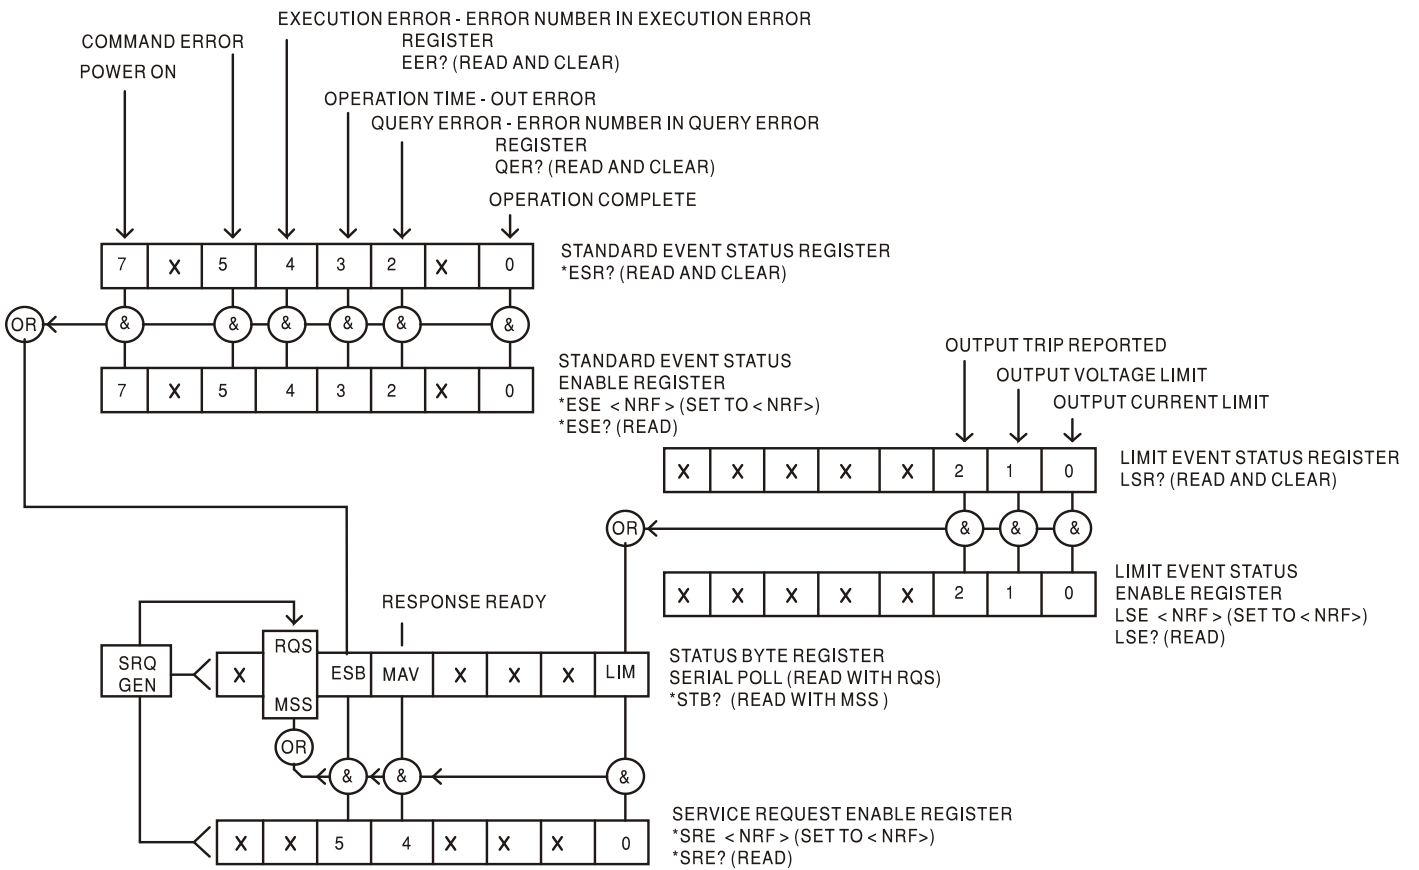 EXECUTION ERROR - ERROR NUMBER IN EXECUTION ERROR
REGISTER
EER? (READ AND CLEAR)
COMMAND ERROR
POWER ON
OPERATION TIME - OUT ERROR
QUERY ERROR - ERROR NUMBER IN QUERY ERROR
REGISTER
QER? (READ AND CLEAR)
OPERATION COMPLETE
7 X 5 4 3 2 X 0
STANDARD EVENT STATUS REGISTER
*ESR? (READ AND CLEAR)
OR & & & & & &
7 X 5 4 3 2 X 0
STANDARD EVENT STATUS
ENABLE REGISTER
*ESE < NRF > (SET TO < NRF>)
*ESE? (READ)
OUTPUT TRIP REPORTED
OUTPUT VOLTAGE LIMIT
OUTPUT CURRENT LIMIT
X X X X X 2 1 0
LIMIT EVENT STATUS REGISTER
LSR? (READ AND CLEAR)
OR & & &
X X X X X 2 1 0
LIMIT EVENT STATUS
ENABLE REGISTER
LSE < NRF > (SET TO < NRF>)
LSE? (READ)
RESPONSE READY
SRQ
GEN
X RQS MSS ESB MAV X X X LIM
STATUS BYTE REGISTER
SERIAL POLL (READ WITH RQS)
*STB? (READ WITH MSS )
OR & & &
X X 5 4 X X X 0
SERVICE REQUEST ENABLE REGISTER
*SRE < NRF > (SET TO < NRF>)
*SRE? (READ)